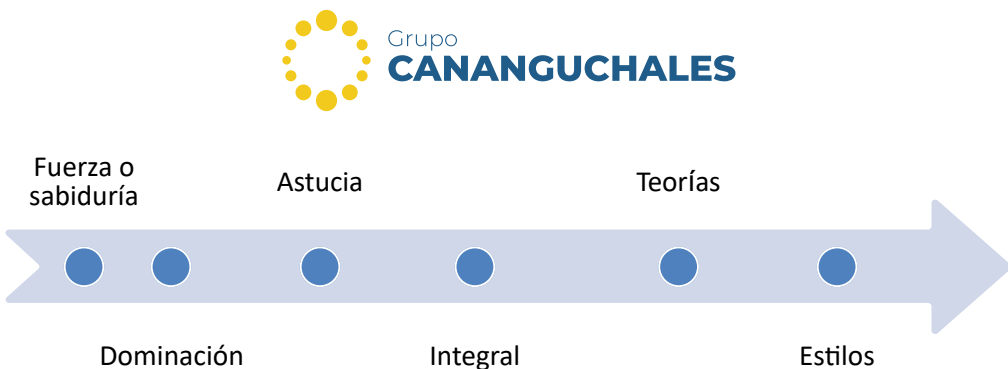 Grupo
CANANGUCHALES
Fuerza o
sabiduría
Astucia
Teorías
Dominación
Integral
Estilos